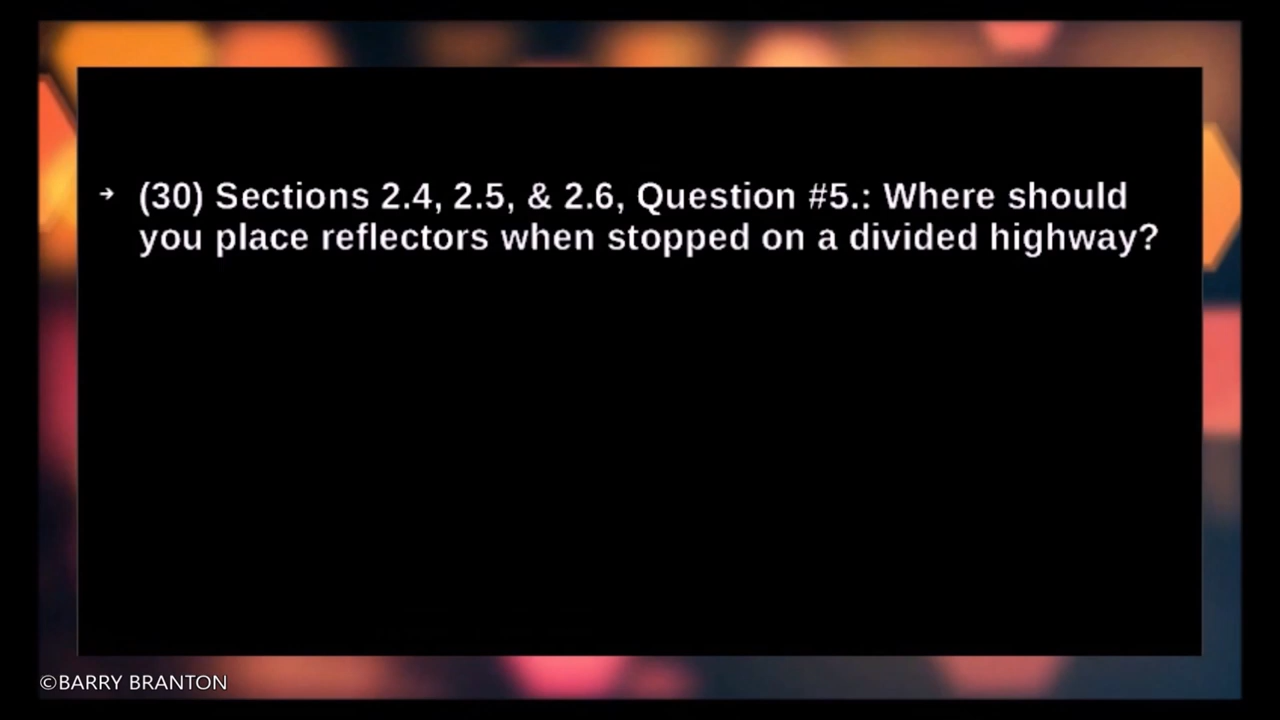 → (30) Sections 2.4, 2.5, & 2.6, Question #5.: Where should
you place reflectors when stopped on a divided highway?
©BARRY BRANTON